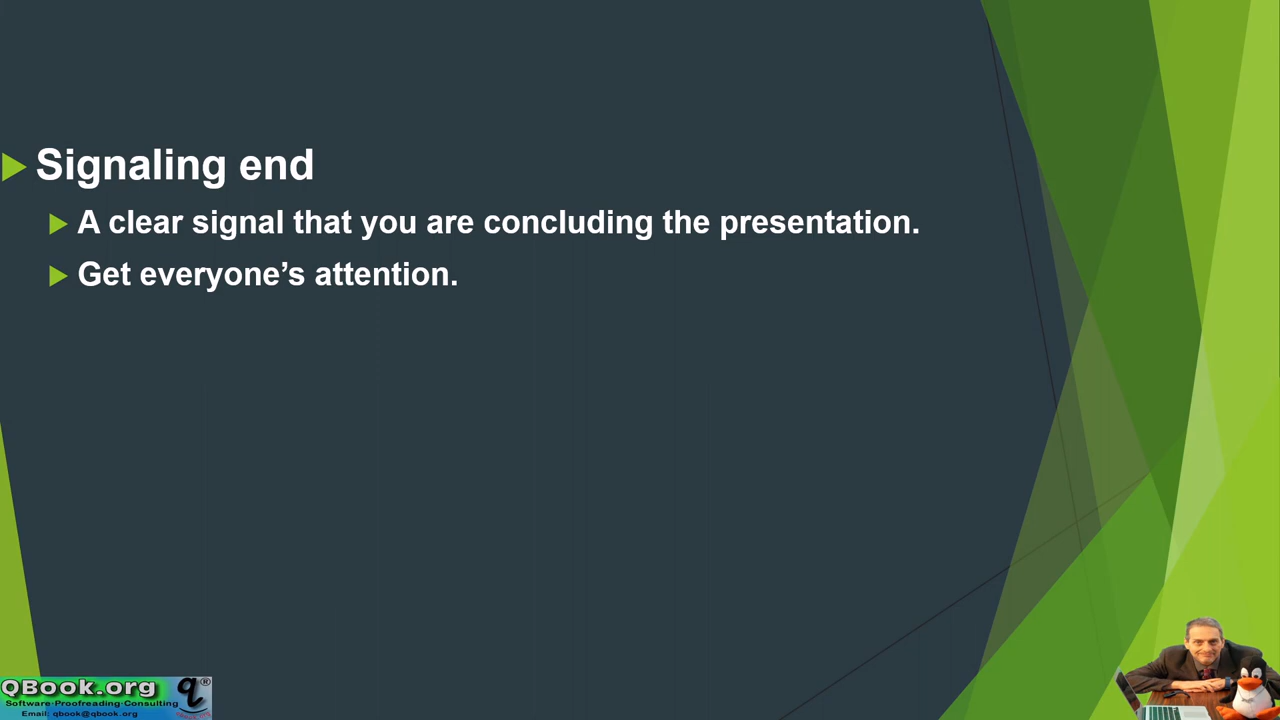 Signaling end
A clear signal that you are concluding the presentation.
Get everyone’s attention.
QBook.org q®
Software·Proofreading·Consulting
Email: qbook@qbook.org